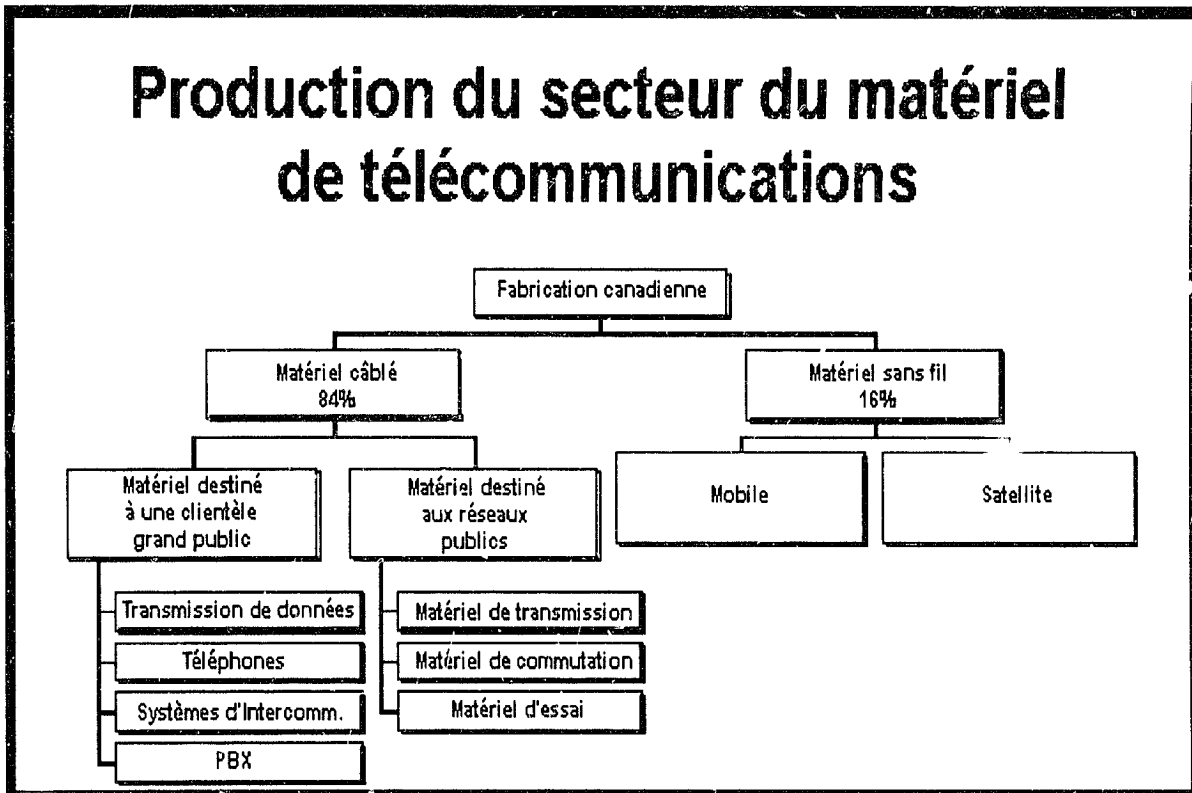 Production du secteur du matériel
de télécommunications
Fabrication canadienne
Matériel câblé
84%
Matériel sans fil
16%
Matériel destiné
à une clientèle
grand public
Matériel destiné
aux réseaux
publics
Mobile
Satellite
Transmission de données
Téléphones
Systèmes d'Intercomm.
PBX
Matériel de transmission
Matériel de commutation
Matériel d'essai